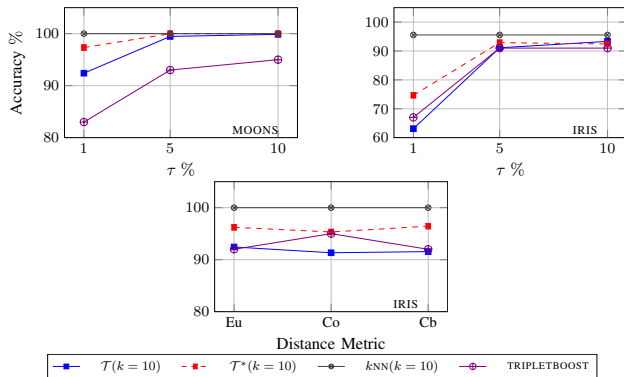 100
90
80
Accuracy %
MOONS
1
5
10
τ %
100
90
80
70
60
IRIS
1
5
10
τ %
100
90
80
IRIS
Eu
Co
Cb
Distance Metric
𝒯(k = 10)
𝒯*(k = 10)
kNN(k = 10)
TRIPLETBOOST